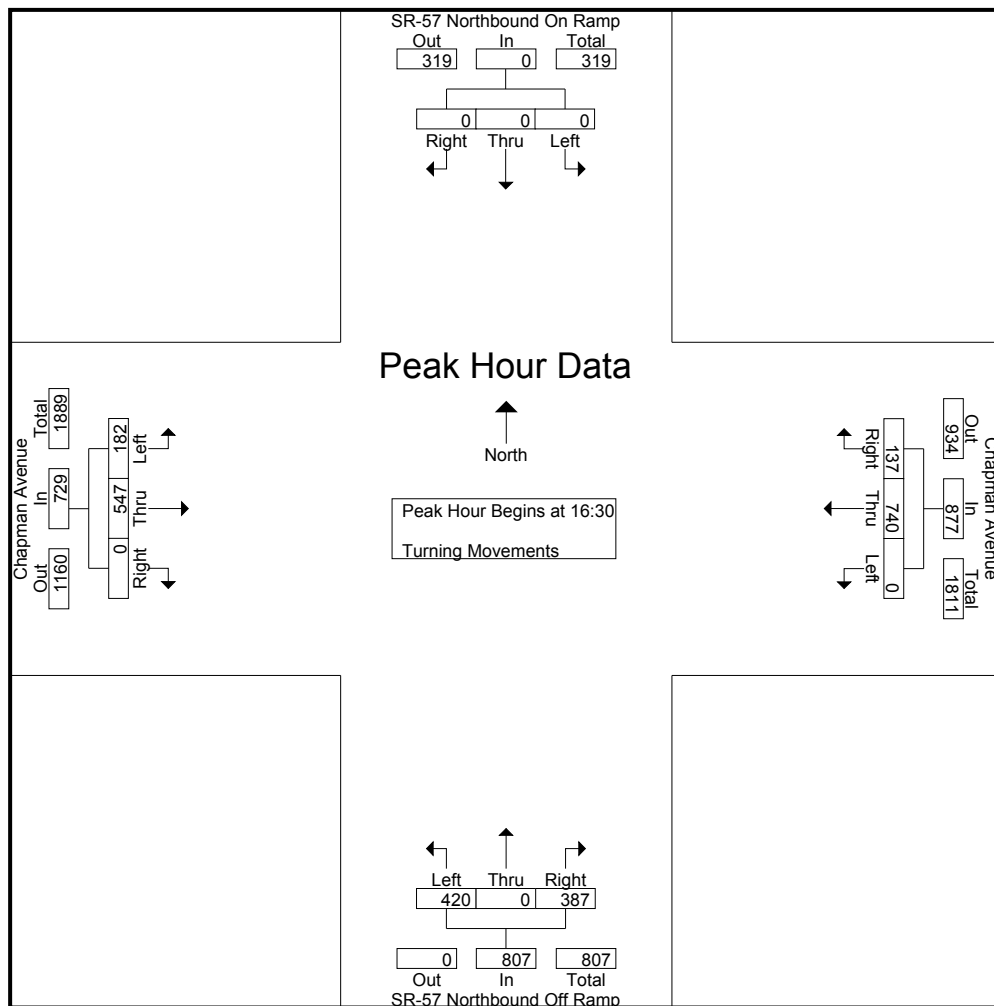 SR-57 Northbound On Ramp
Out In Total
319 0 319
0 0 0
Right Thru Left
Peak Hour Data
North
Peak Hour Begins at 16:30
Turning Movements
Chapman Avenue
Total In Out
1889 729 1160
182 547 0
Left Thru Right
Chapman Avenue
Out In Total
934 877 1811
137 740 0
Right Thru Left
Left Thru Right
420 0 387
0 807 807
Out In Total
SR-57 Northbound Off Ramp